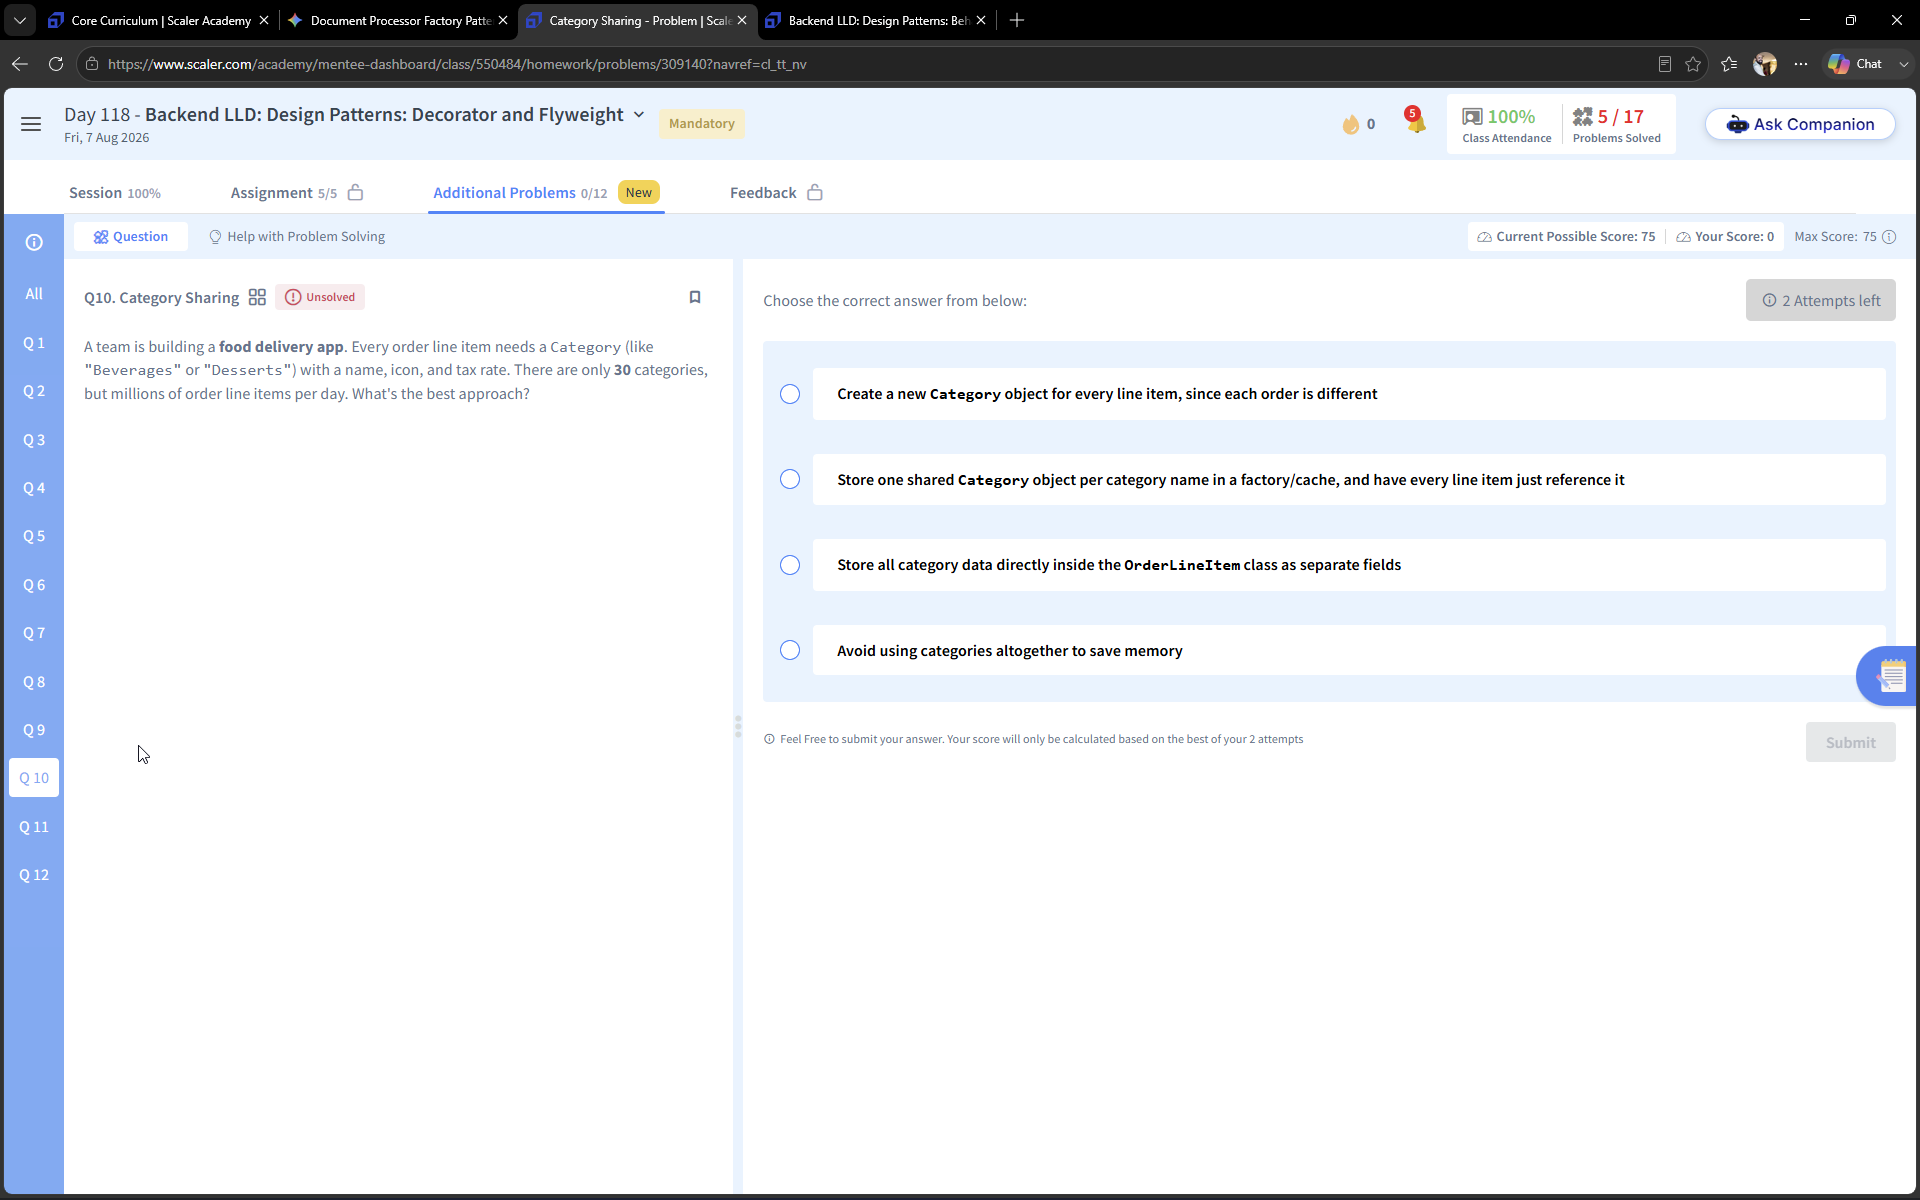 Core Curriculum | Scaler Academy
Document Processor Factory Patte
Category Sharing - Problem | Scale
Backend LLD: Design Patterns: Beh
https://www.scaler.com/academy/mentee-dashboard/class/550484/homework/problems/309140?navref=cl_tt_nv
Chat
Day 118 - Backend LLD: Design Patterns: Decorator and Flyweight
Fri, 7 Aug 2026
Mandatory
0
5
100%
Class Attendance
5 / 17
Problems Solved
Ask Companion
Session 100%
Assignment 5/5
Additional Problems 0/12 New
Feedback
Question
Help with Problem Solving
Current Possible Score: 75
Your Score: 0
Max Score: 75
All
Q 1
Q 2
Q 3
Q 4
Q 5
Q 6
Q 7
Q 8
Q 9
Q 10
Q 11
Q 12
Q10. Category Sharing
Unsolved
A team is building a food delivery app. Every order line item needs a Category (like
"Beverages" or "Desserts") with a name, icon, and tax rate. There are only 30 categories,
but millions of order line items per day. What's the best approach?
Choose the correct answer from below:
2 Attempts left
Create a new Category object for every line item, since each order is different
Store one shared Category object per category name in a factory/cache, and have every line item just reference it
Store all category data directly inside the OrderLineItem class as separate fields
Avoid using categories altogether to save memory
Feel Free to submit your answer. Your score will only be calculated based on the best of your 2 attempts
Submit